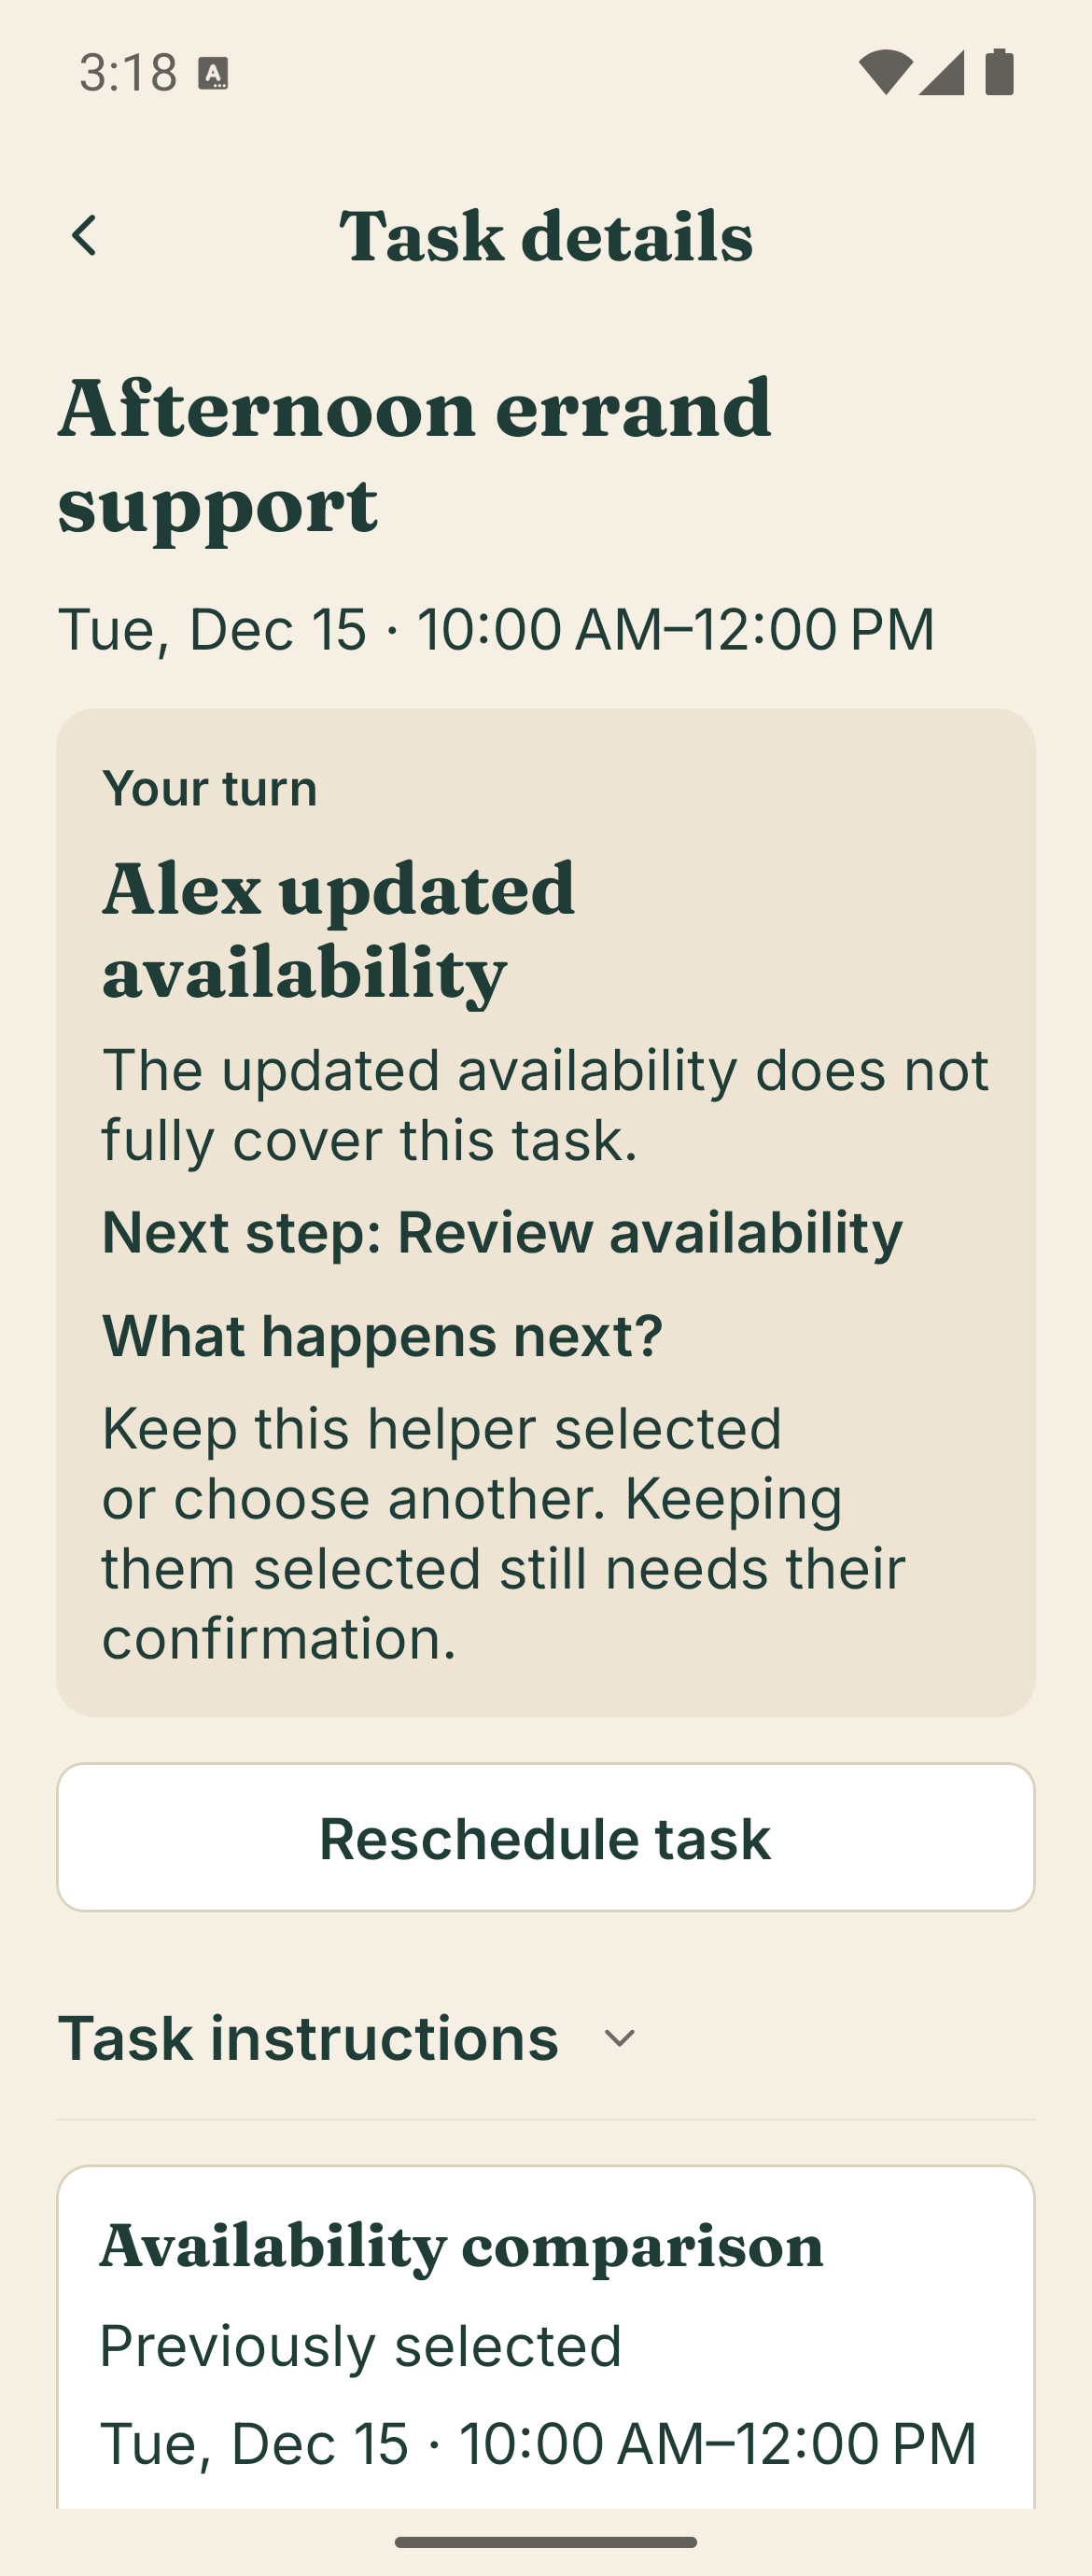 3:18 A
Task details
Afternoon errand
support
Tue, Dec 15 · 10:00 AM–12:00 PM
Your turn
Alex updated
availability
The updated availability does not
fully cover this task.
Next step: Review availability
What happens next?
Keep this helper selected
or choose another. Keeping
them selected still needs their
confirmation.
Reschedule task
Task instructions
Availability comparison
Previously selected
Tue, Dec 15 · 10:00 AM–12:00 PM